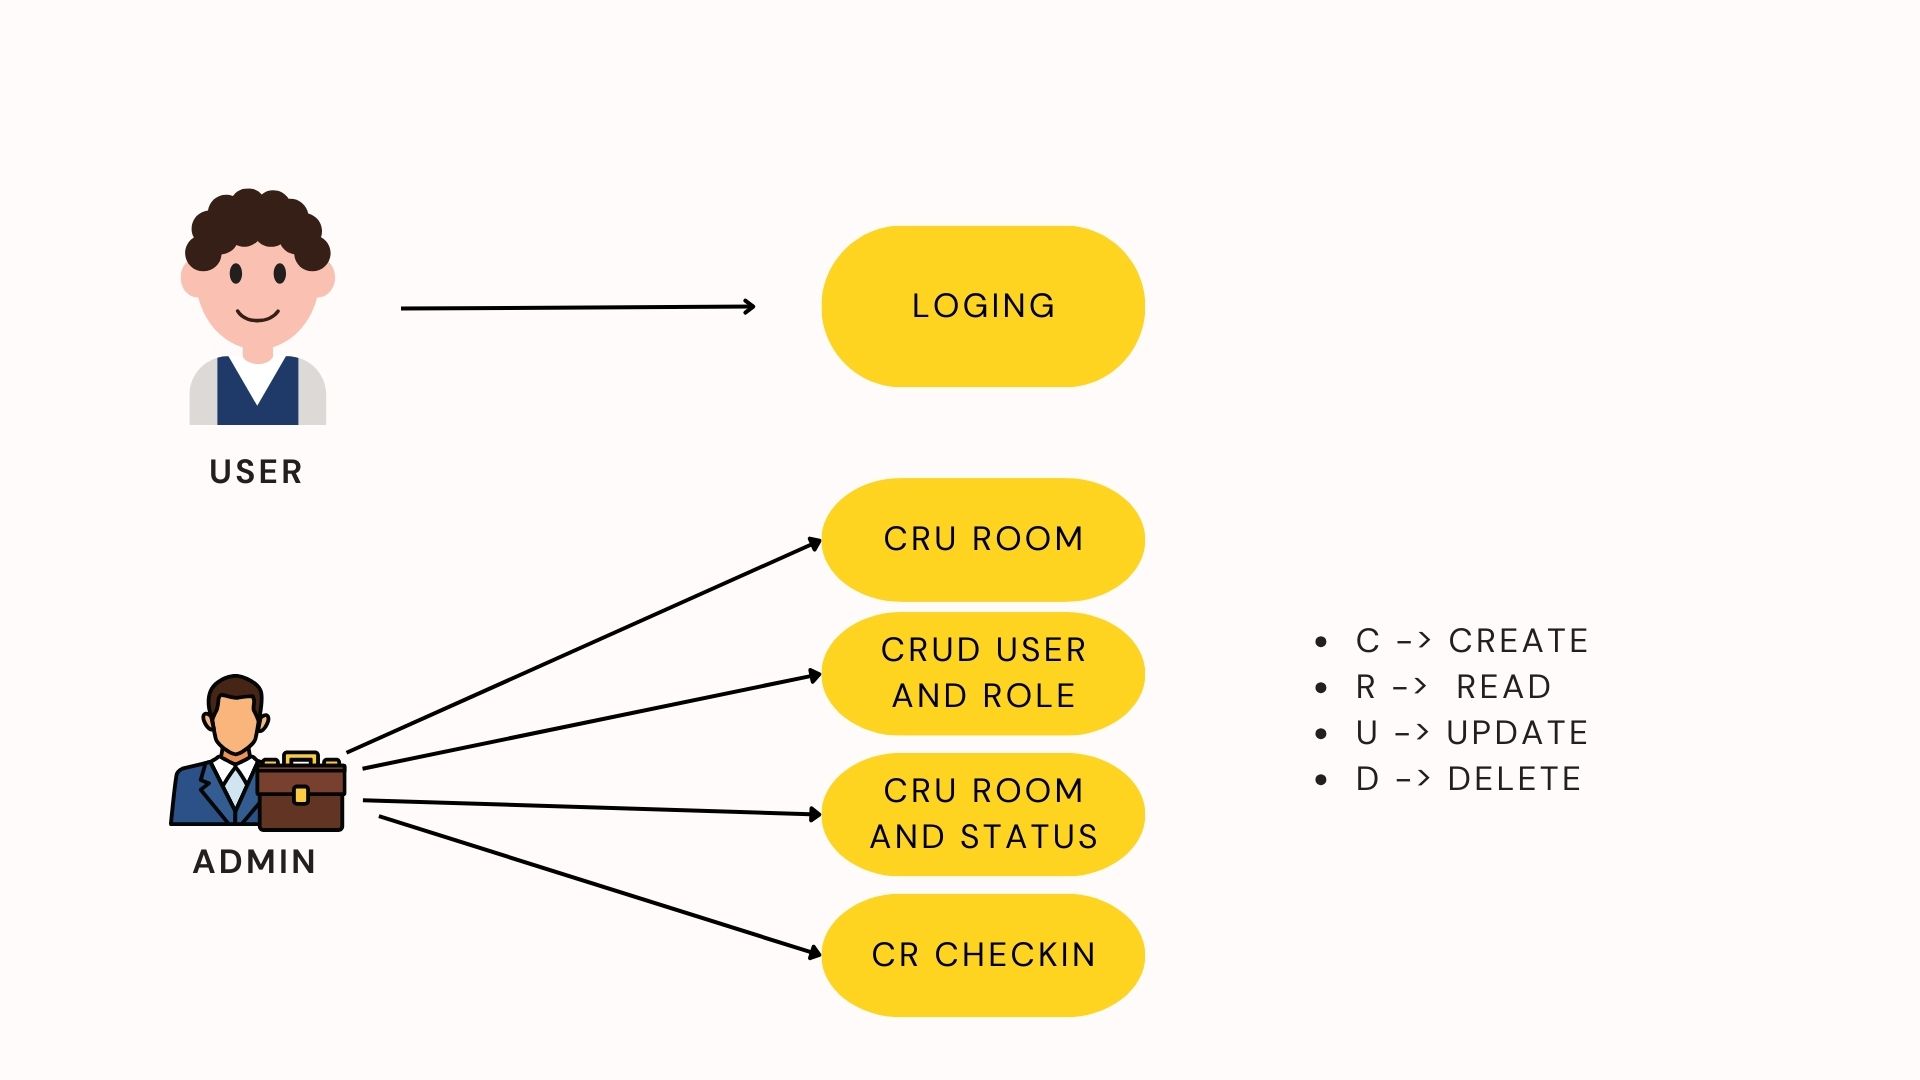 LOGING
USER
CRU ROOM
CRUD USER
AND ROLE
CRU ROOM
AND STATUS
CR CHECKIN
ADMIN
• C -> CREATE
• R -> READ
• U -> UPDATE
• D -> DELETE